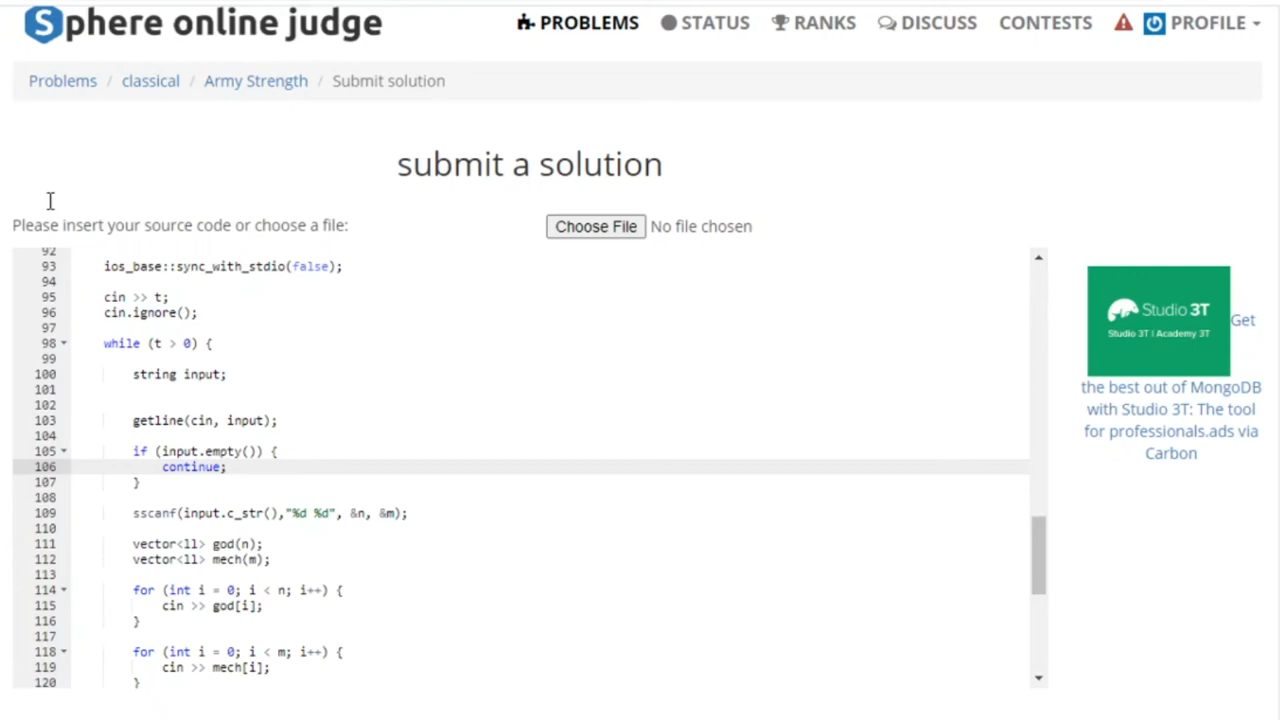 Sphere online judge
PROBLEMS STATUS RANKS DISCUSS CONTESTS PROFILE
Problems / classical / Army Strength / Submit solution
submit a solution
Please insert your source code or choose a file: Choose File No file chosen
92
93 ios_base::sync_with_stdio(false);
94
95 cin >> t;
96 cin.ignore();
97
98 while (t > 0) {
99
100 string input;
101
102
103 getline(cin, input);
104
105 if (input.empty()) {
106 continue;
107 }
108
109 sscanf(input.c_str(),"%d %d", &n, &m);
110
111 vector<ll> god(n);
112 vector<ll> mech(m);
113
114 for (int i = 0; i < n; i++) {
115 cin >> god[i];
116 }
117
118 for (int i = 0; i < m; i++) {
119 cin >> mech[i];
120 }
Studio 3T
Studio 3T | Academy 3T
Get
the best out of MongoDB
with Studio 3T: The tool
for professionals.ads via
Carbon